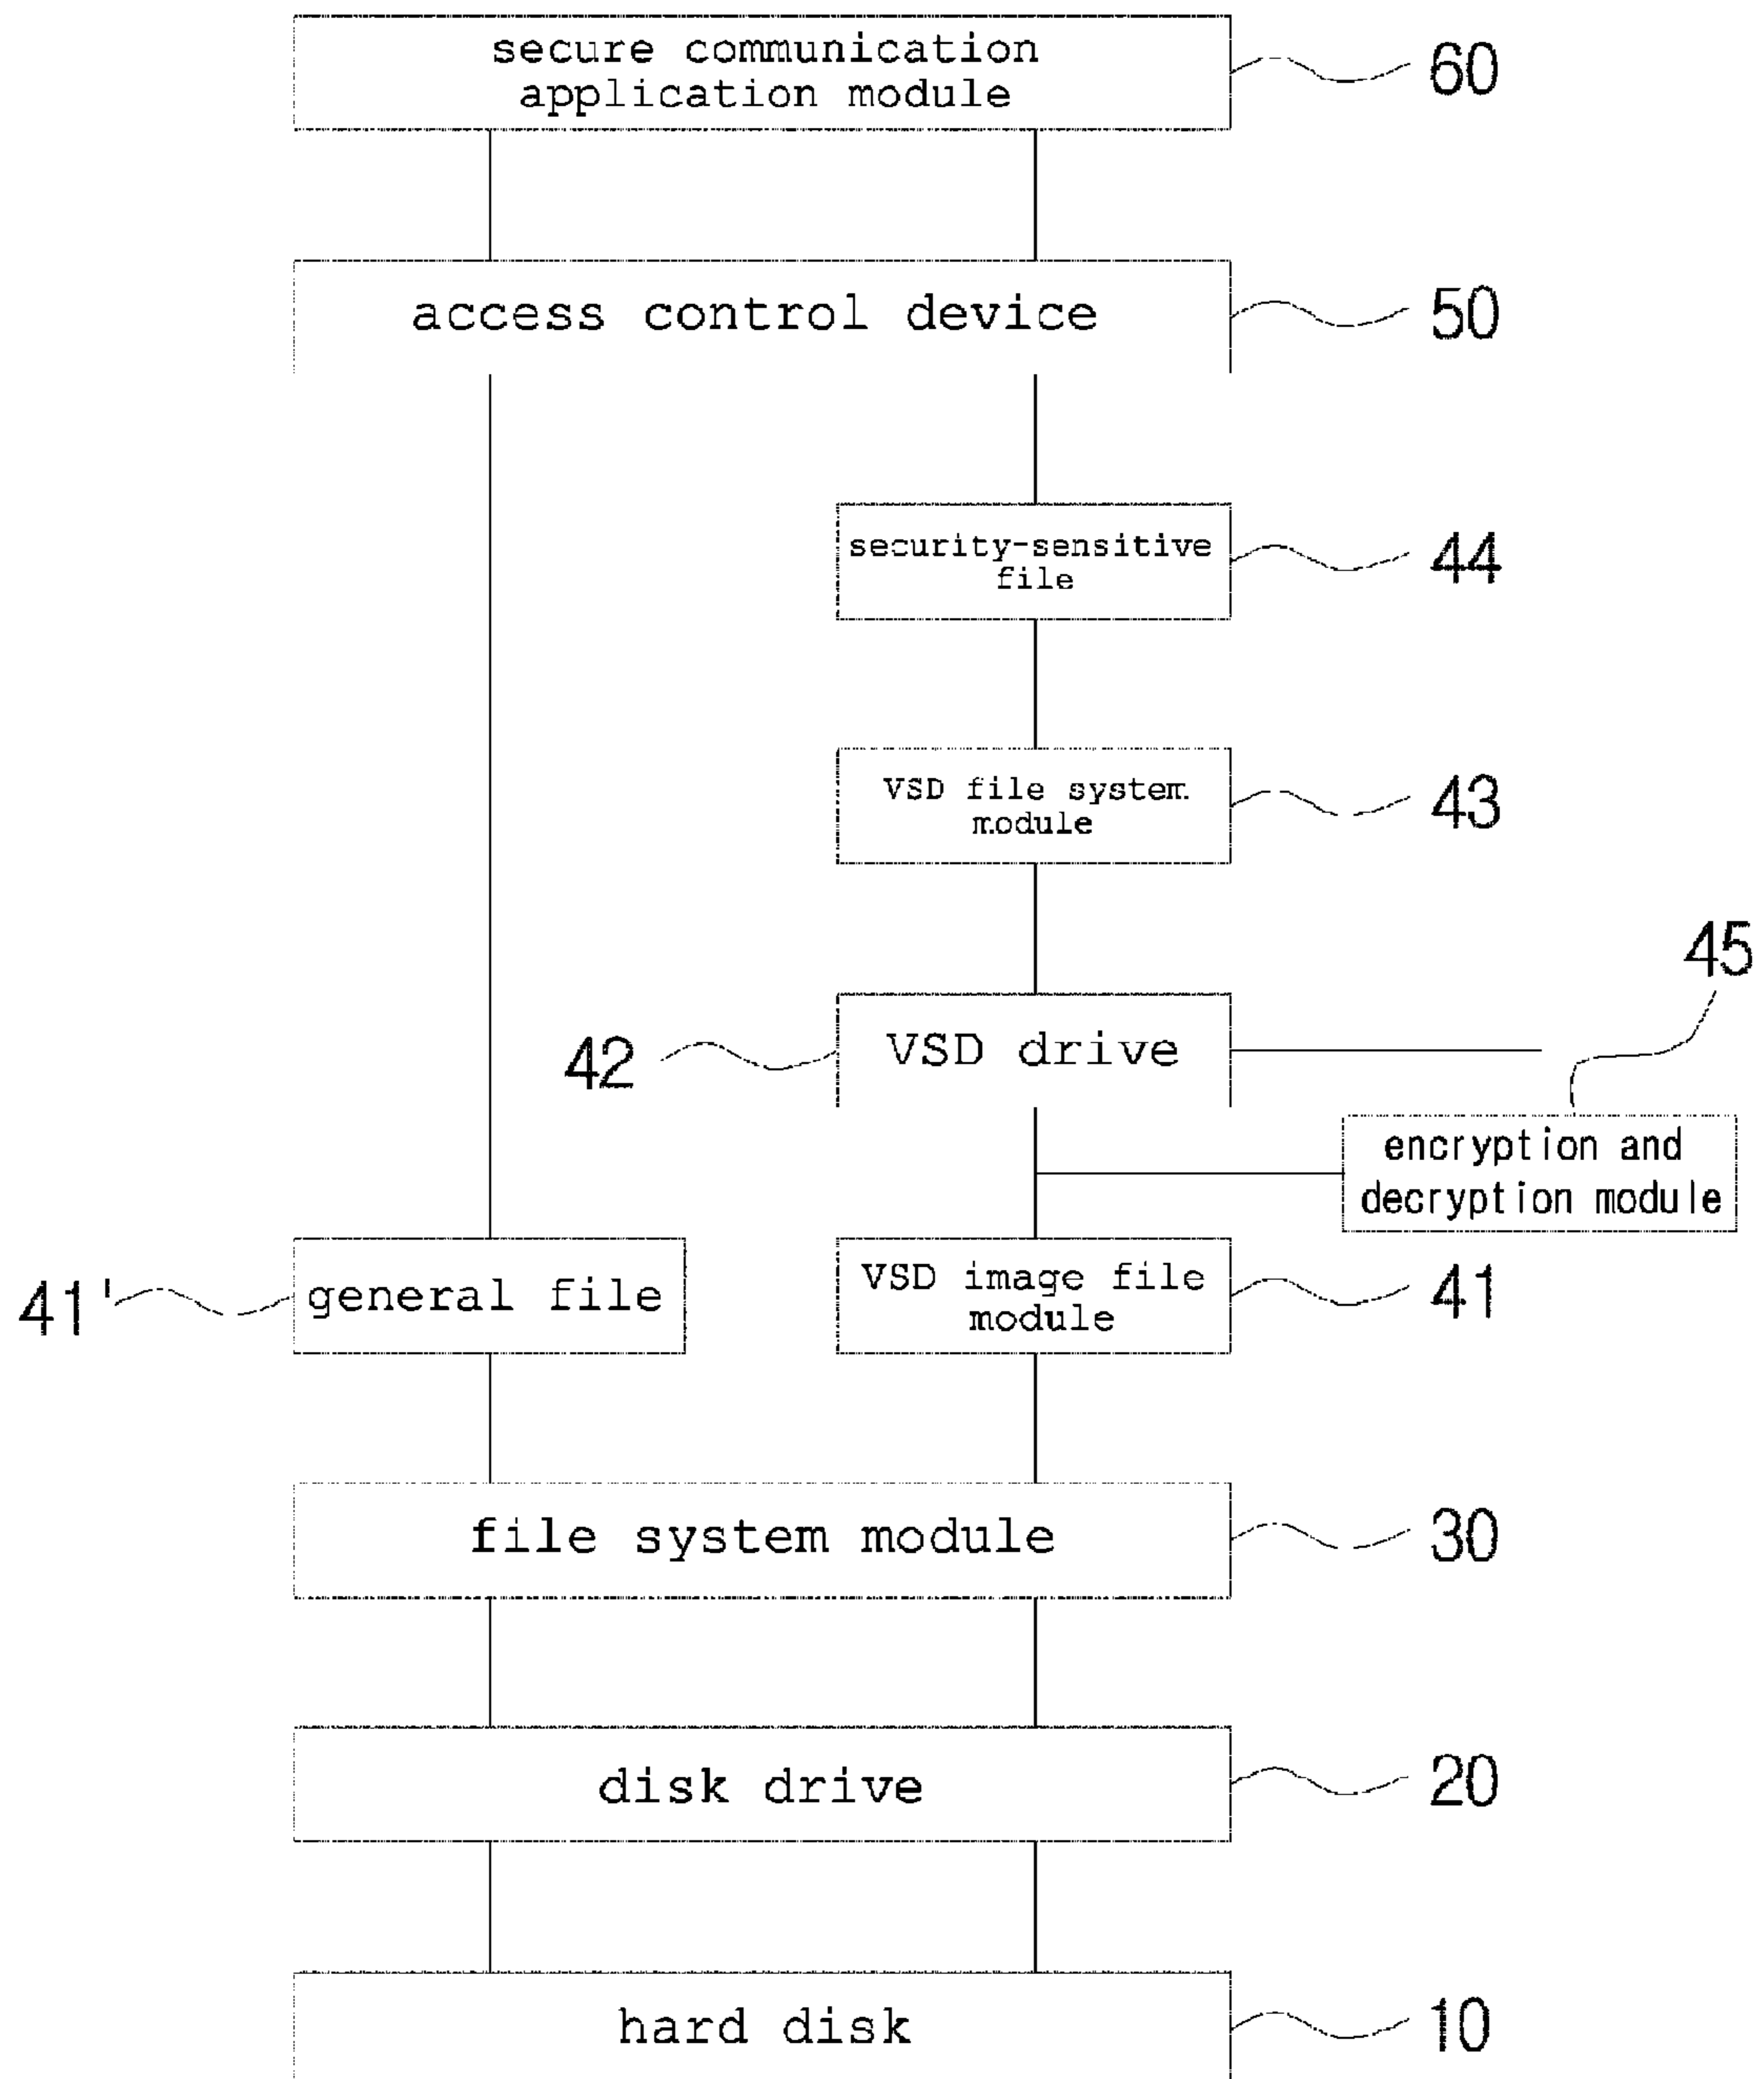 secure communication
application module
60
access control device
50
security-sensitive
file
44
VSD file system
module
43
45
42
VSD drive
encryption and
decryption module
41'
general file
VSD image file
module
41
file system module
30
disk drive
20
hard disk
10